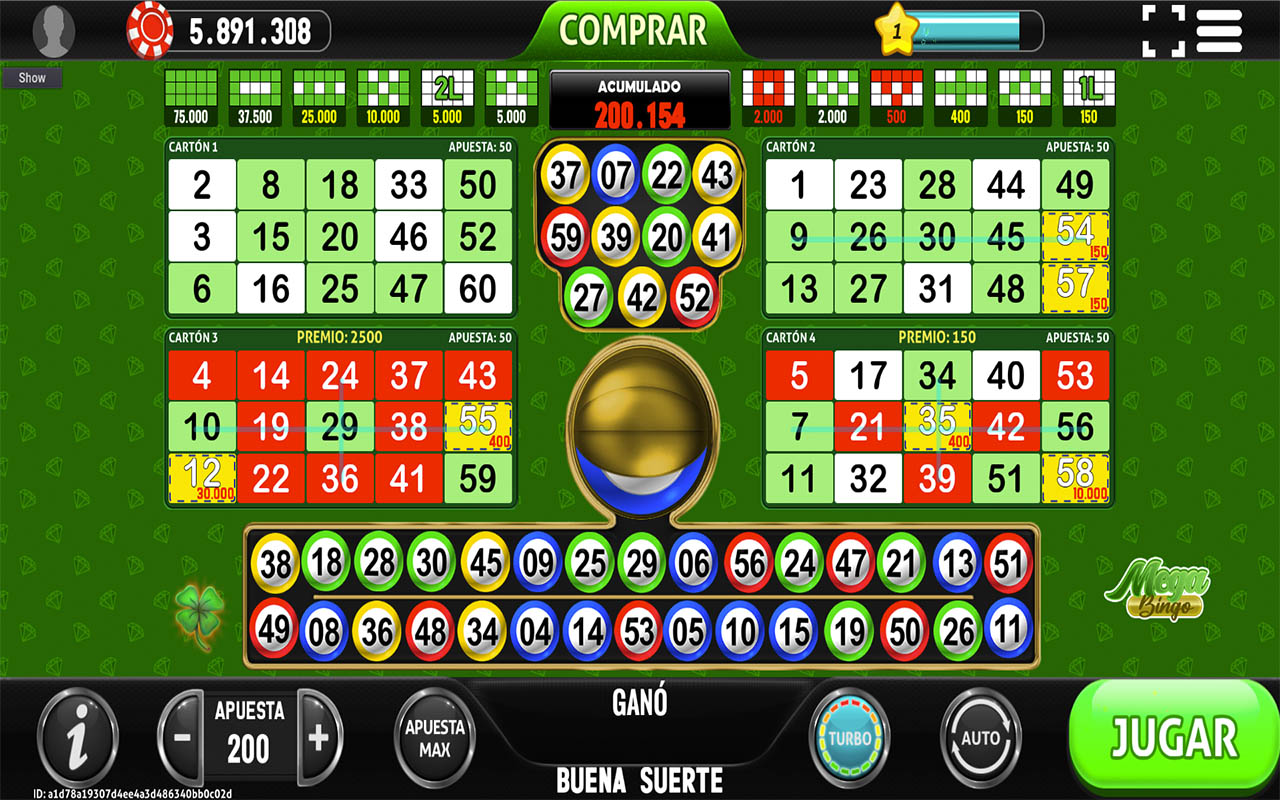 5.891.308
COMPRAR
1
Show
75.000 37.500 25.000 10.000 2L 5.000 5.000
ACUMULADO
200.154
2.000 2.000 500 400 150 1L 150
CARTÓN 1 APUESTA: 50
2 8 18 33 50
3 15 20 46 52
6 16 25 47 60
37 07 22 43
59 39 20 41
27 42 52
CARTÓN 2 APUESTA: 50
1 23 28 44 49
9 26 30 45 54 150
13 27 31 48 57 150
CARTÓN 3 PREMIO: 2500 APUESTA: 50
4 14 24 37 43
10 19 29 38 55 400
12 30.000 22 36 41 59
CARTÓN 4 PREMIO: 150 APUESTA: 50
5 17 34 40 53
7 21 35 400 42 56
11 32 39 51 58 10.000
38 18 28 30 45 09 25 29 06 56 24 47 21 13 51
49 08 36 48 34 04 14 53 05 10 15 19 50 26 11
Mega
Bingo
i
− APUESTA +
200
APUESTA
MAX
GANÓ
BUENA SUERTE
TURBO
AUTO
JUGAR
ID: a1d78a19307d4ee4a3d486340bb0c02d